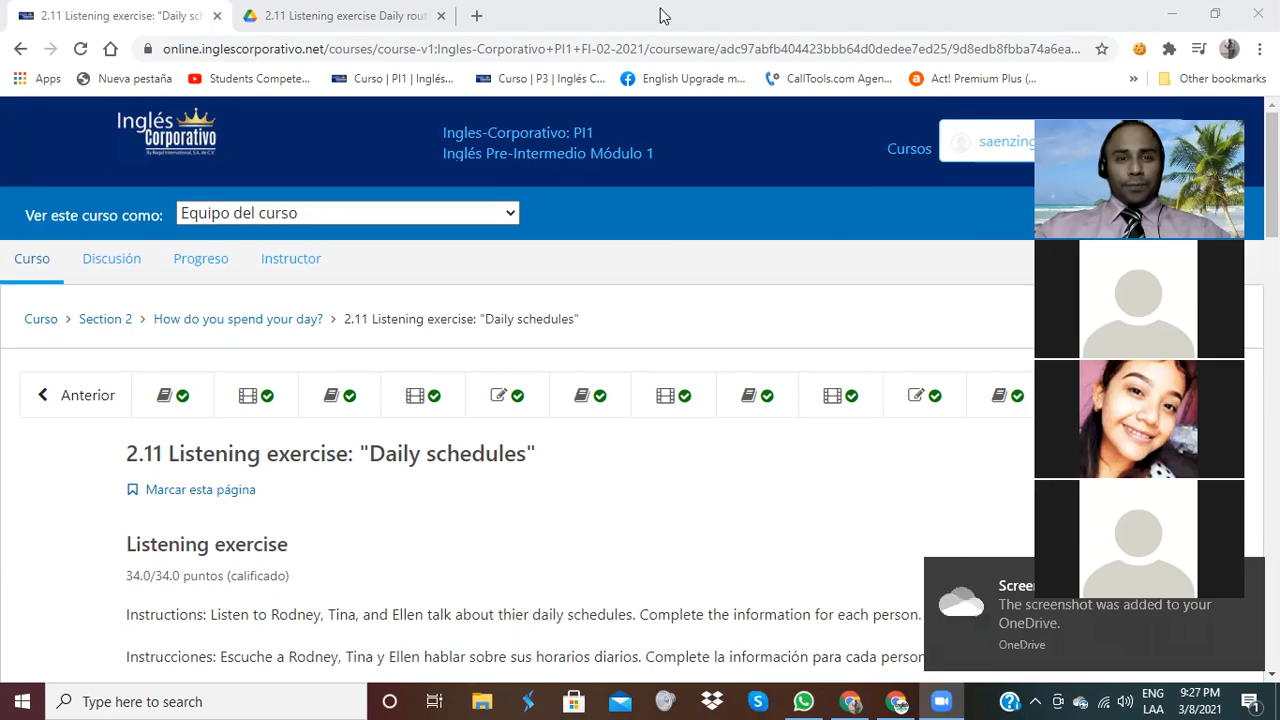 2.11 Listening exercise: "Daily sc
2.11 Listening exercise Daily rout
online.inglescorporativo.net/courses/course-v1:Ingles-Corporativo+PI1+FI-02-2021/courseware/adc97abfb404423bbbb64d0dedee7ed25/9d8edb8fbba74a6ea...
Apps
Nueva pestaña
Students Compete...
Curso | PI1 | Inglés...
Curso | P3 | Inglés C...
English Upgrade m...
CallTools.com Agen...
Act! Premium Plus (...
»
Other bookmarks
Inglés
Corporativo
Ingles-Corporativo: PI1
Inglés Pre-Intermedio Módulo 1
Cursos
saenzing
Ver este curso como:
Equipo del curso
Curso
Discusión
Progreso
Instructor
Curso > Section 2 > How do you spend your day? > 2.11 Listening exercise: "Daily schedules"
Anterior
2.11 Listening exercise: "Daily schedules"
Marcar esta página
Listening exercise
34.0/34.0 puntos (calificado)
Instructions: Listen to Rodney, Tina, and Ellen talk about thier daily schedules. Complete the information for each person.
Instrucciones: Escuche a Rodney, Tina y Ellen hablar sobre sus horarios diarios. Complete la información para cada person
Scree
The screenshot was added to your
OneDrive.
OneDrive
Type here to search
ENG
LAA
9:27 PM
3/8/2021
1